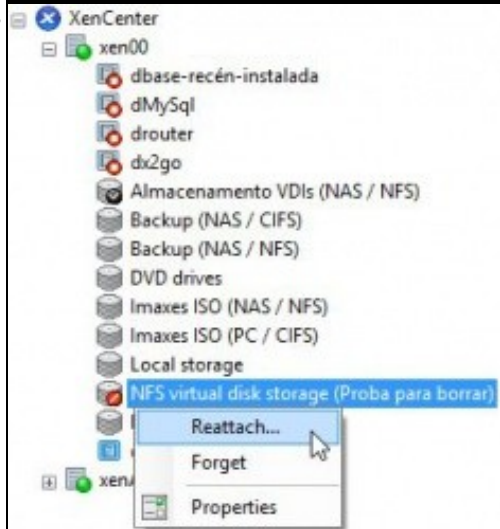 XenCenter
xen00
dbase-recén-instalada
dMySql
drouter
dx2go
Almacenamento VDIs (NAS / NFS)
Backup (NAS / CIFS)
Backup (NAS / NFS)
DVD drives
Imaxes ISO (NAS / NFS)
Imaxes ISO (PC / CIFS)
Local storage
NFS virtual disk storage (Proba para borrar)
Reattach...
Forget
Properties